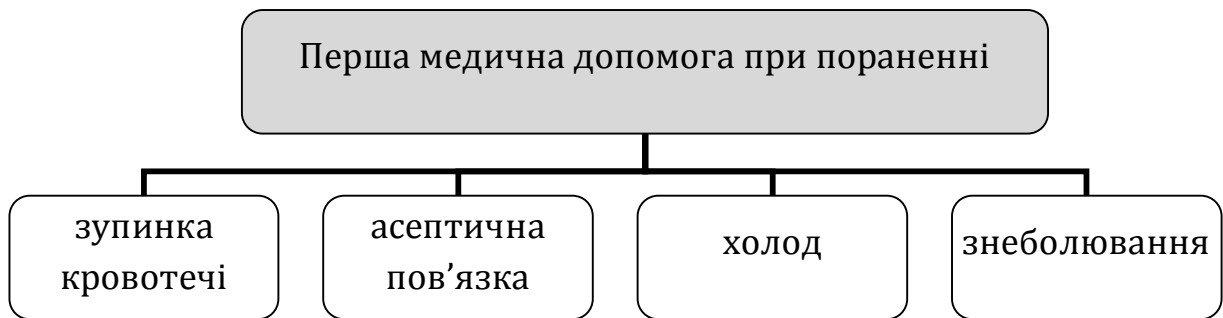 Перша медична допомога при пораненні
зупинка
кровотечі
асептична
пов’язка
холод
знеболювання